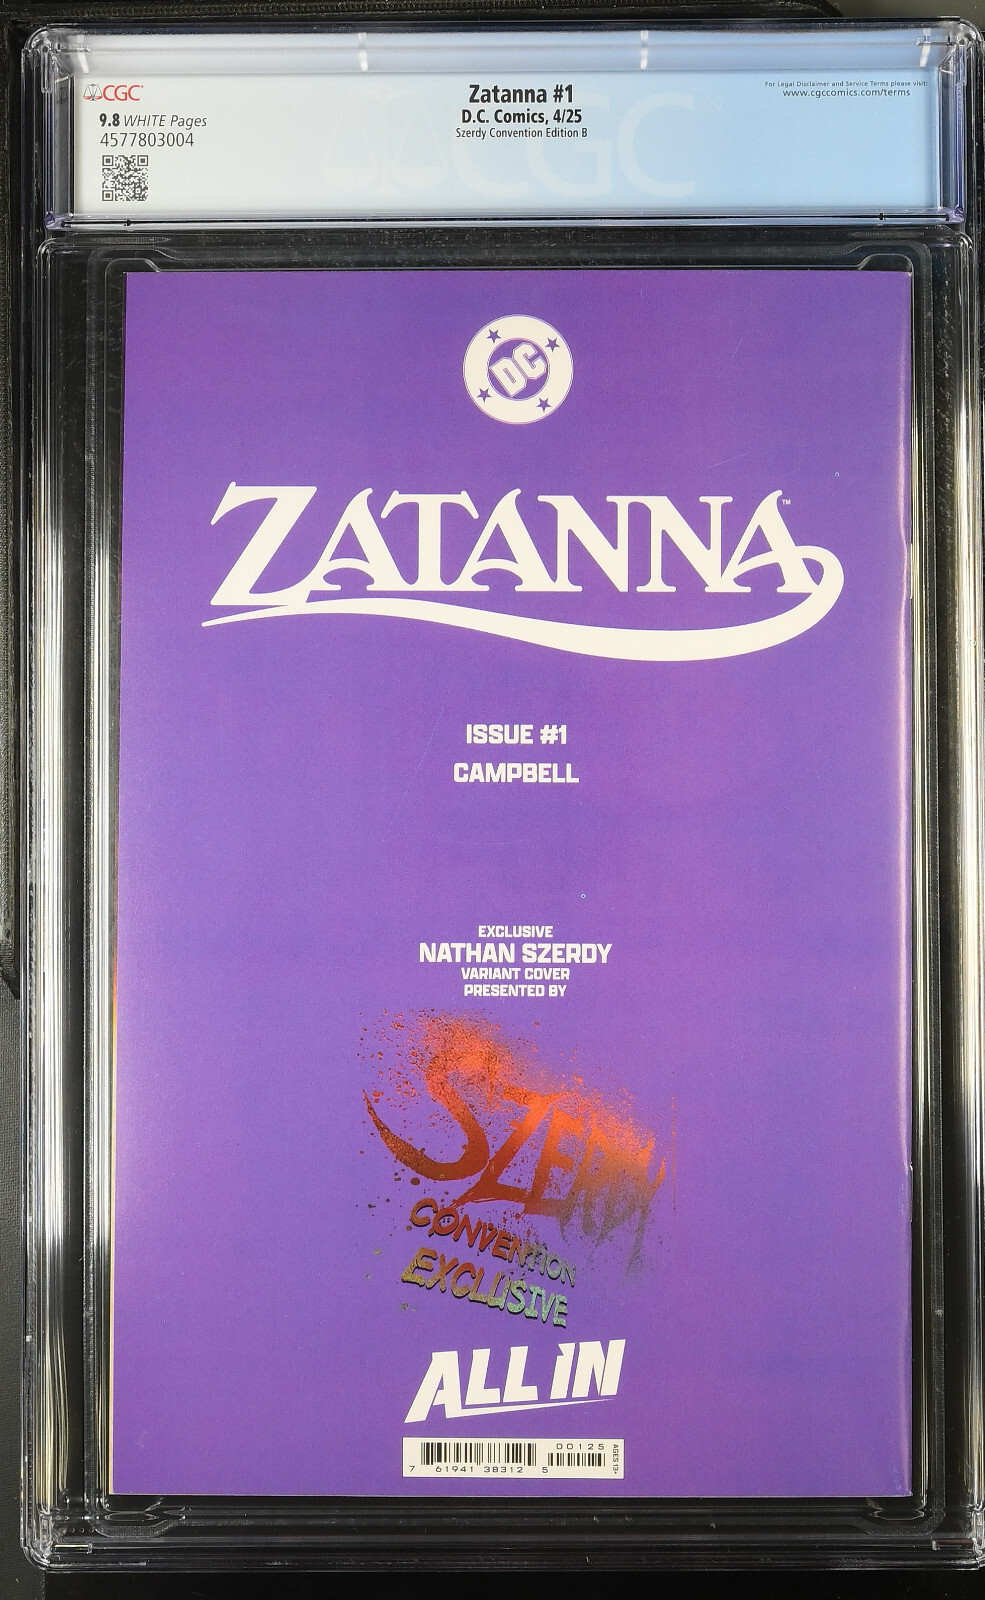 CGC
Zatanna #1
For Legal Disclaimer and Service Terms please visit:
www.cgccomics.com/terms
9.8 WHITE Pages
D.C. Comics, 4/25
4577803004
Szerdy Convention Edition B
CGC
DC
ZATANNA™
ISSUE #1
CAMPBELL
EXCLUSIVE
NATHAN SZERDY
VARIANT COVER
PRESENTED BY
SZERDY
CONVENTION
EXCLUSIVE
ALL IN
00125
AGES 13+
7 61941 38312 5